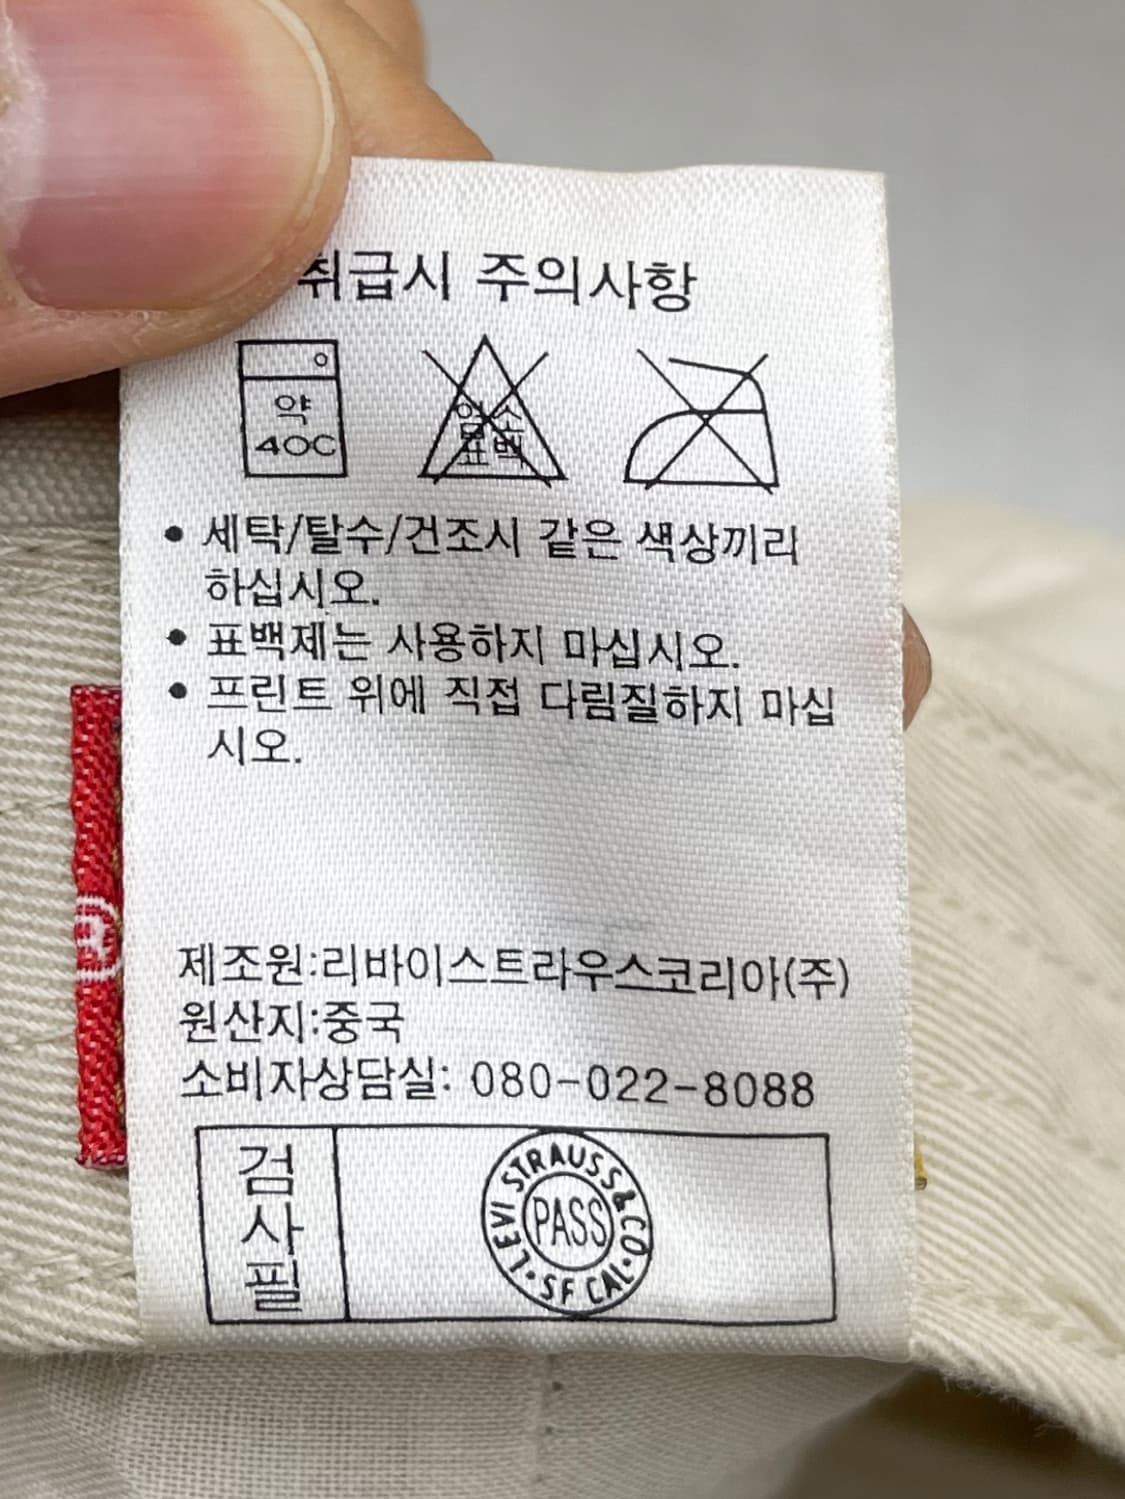 취급시 주의사항
약
40C
염소
표백
• 세탁/탈수/건조시 같은 색상끼리
하십시오.
• 표백제는 사용하지 마십시오.
• 프린트 위에 직접 다림질하지 마십
시오.
제조원:리바이스트라우스코리아(주)
원산지:중국
소비자상담실: 080-022-8088
검사필
LEVI STRAUSS & CO · SF CAL ·
PASS